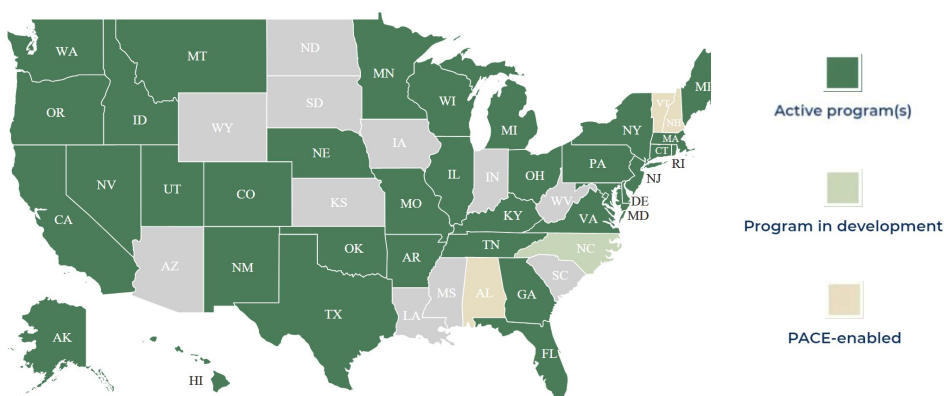 WA
MT
ND
MN
OR
ID
WY
SD
WI
MI
NY
VT
NH
ME
MA
CT
RI
NV
UT
CO
NE
IA
IL
IN
OH
PA
NJ
CA
KS
MO
KY
WV
VA
DE
MD
AZ
NM
OK
AR
TN
NC
TX
LA
MS
AL
GA
SC
FL
AK
HI
Active program(s)
Program in development
PACE-enabled